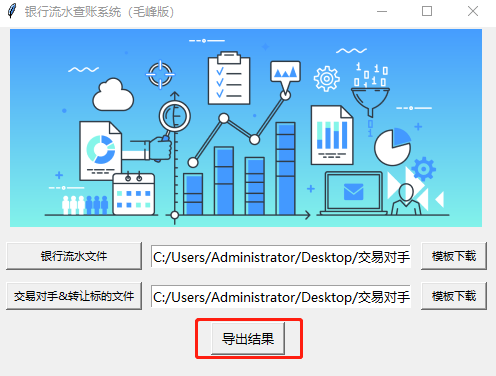 银行流水查账系统（毛峰版）
银行流水文件 C:/Users/Administrator/Desktop/交易对手 模板下载
交易对手&转让标的文件 C:/Users/Administrator/Desktop/交易对手 模板下载
导出结果